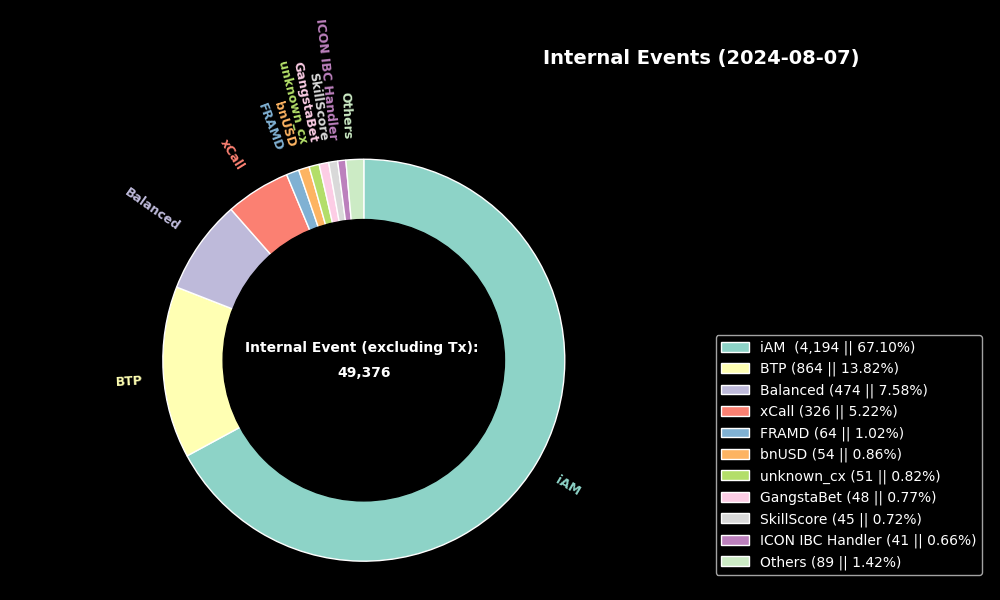 Internal Events (2024-08-07)
ICON IBC Handler
unknown_cx
GangstaBet
SkillScore
Others
FRAMD
bnUSD
xCall
Balanced
BTP
iAM
Internal Event (excluding Tx):
49,376
iAM  (4,194 || 67.10%)
BTP (864 || 13.82%)
Balanced (474 || 7.58%)
xCall (326 || 5.22%)
FRAMD (64 || 1.02%)
bnUSD (54 || 0.86%)
unknown_cx (51 || 0.82%)
GangstaBet (48 || 0.77%)
SkillScore (45 || 0.72%)
ICON IBC Handler (41 || 0.66%)
Others (89 || 1.42%)